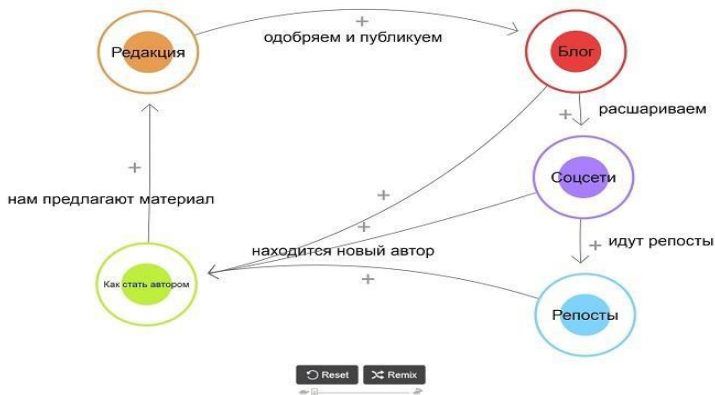 +
одобряем и публикуем
Редакция
Блог
+
расшариваем
+
Соцсети
нам предлагают материал
+
+
находится новый автор
+
идут репосты
Как стать автором
+
Репосты
Reset
Remix